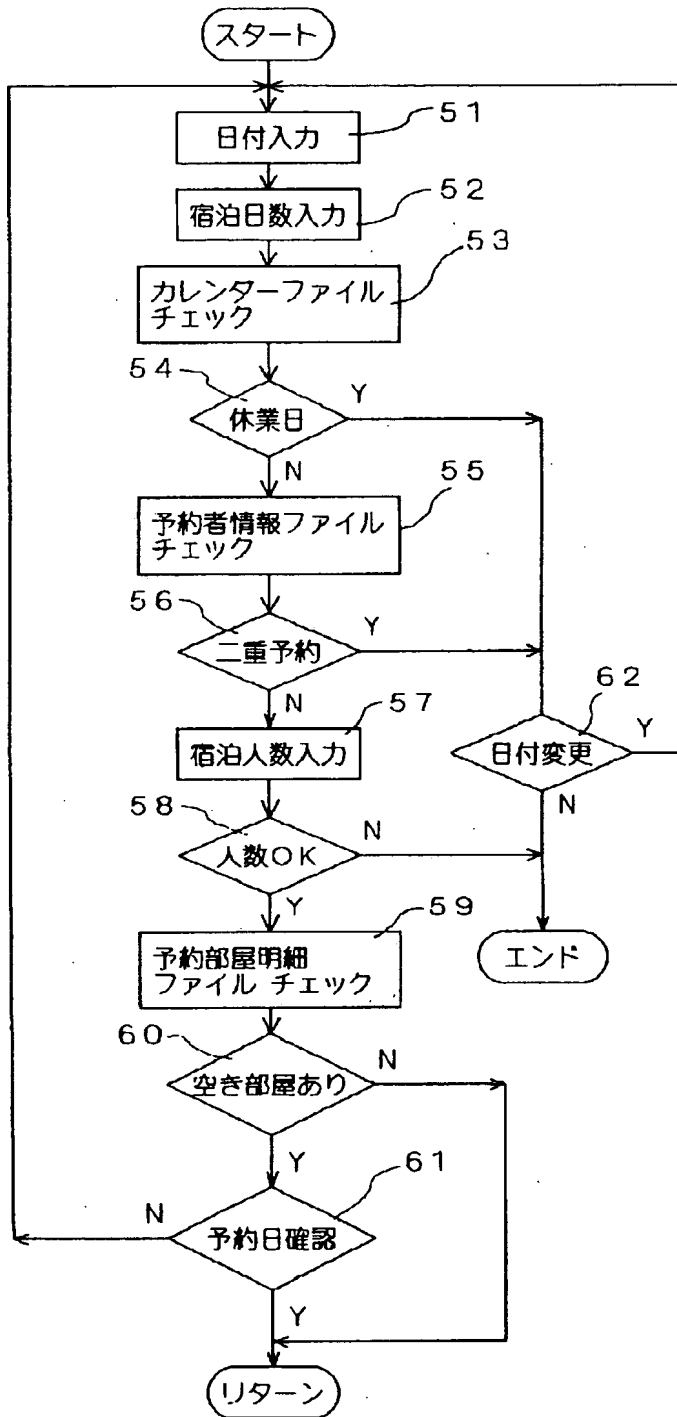 スタート
51
日付入力
52
宿泊日数入力
53
カレンダーファイル
チェック
54
休業日
Y
N
55
予約者情報ファイル
チェック
56
二重予約
Y
N
57
宿泊人数入力
62
日付変更
Y
N
58
人数OK
N
Y
59
予約部屋明細
ファイル チェック
エンド
60
空き部屋あり
N
Y
61
予約日確認
N
Y
リターン